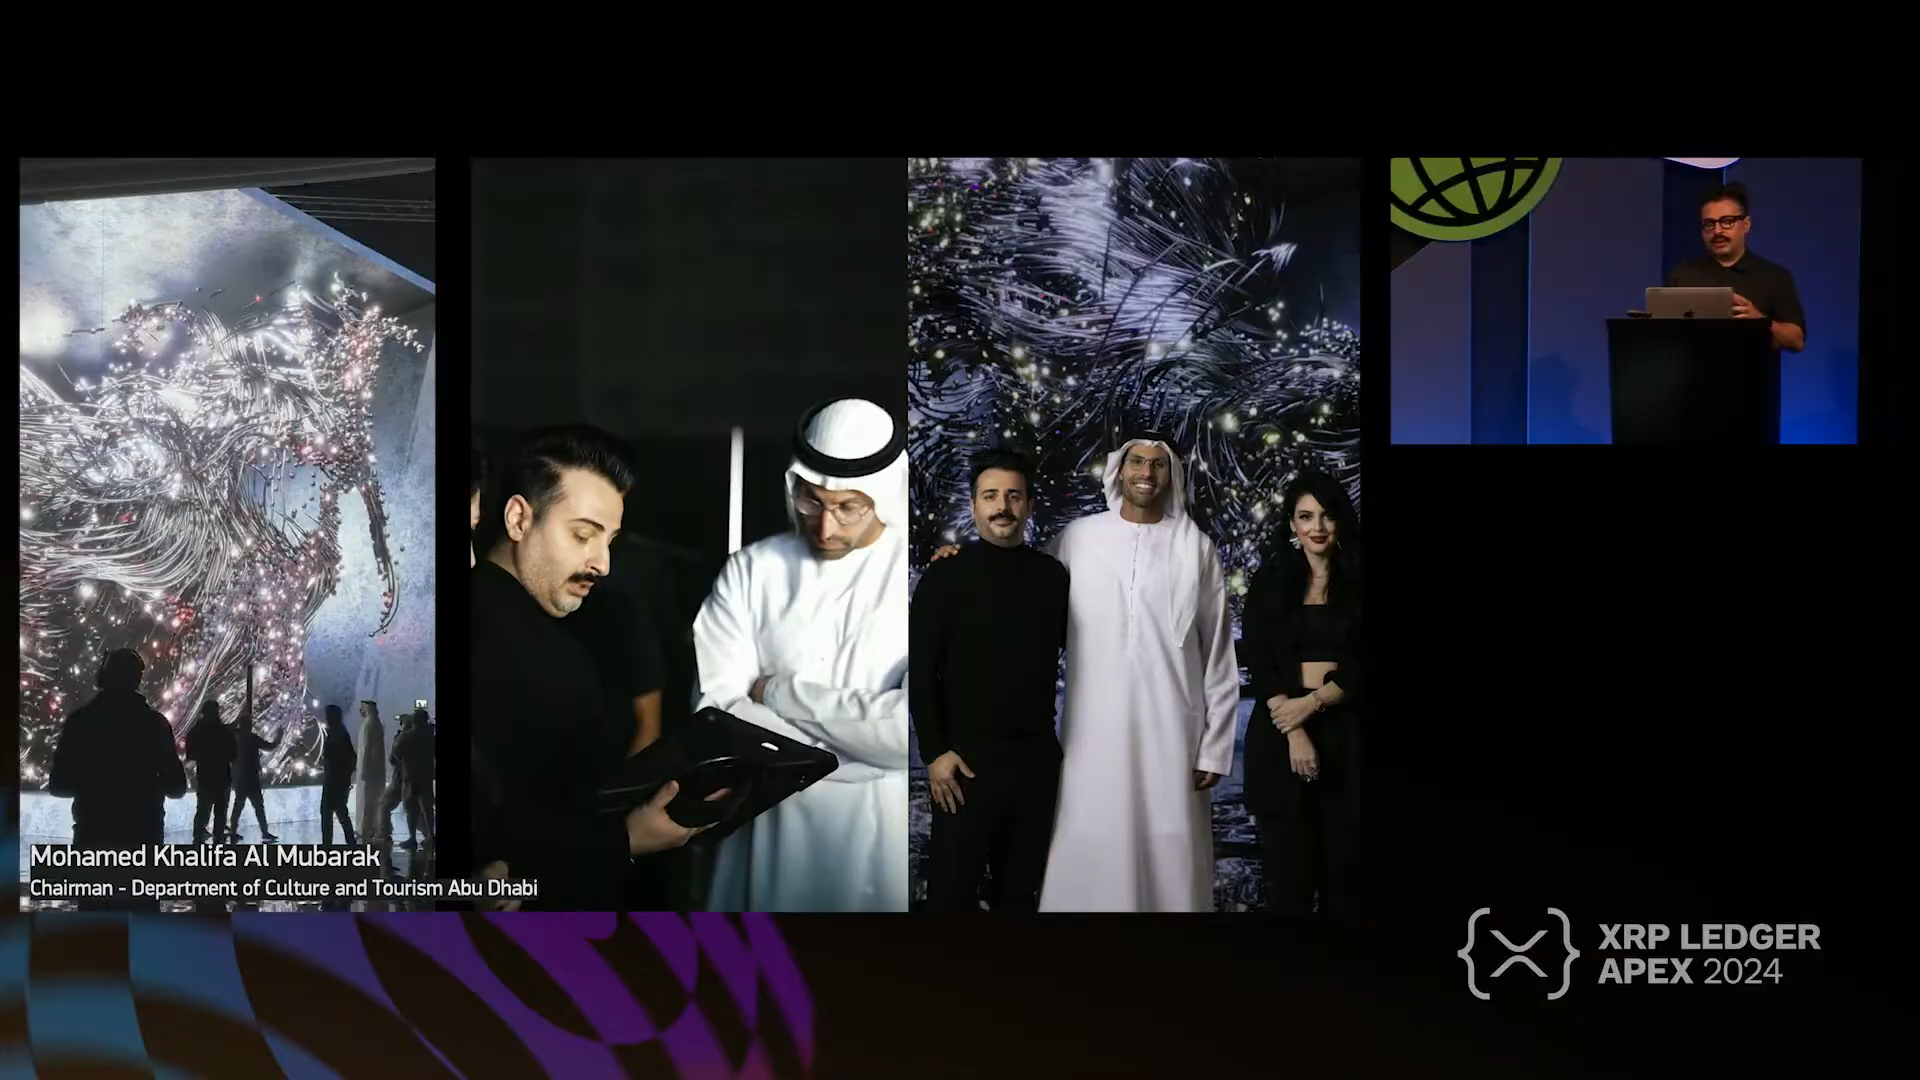 Mohamed Khalifa Al Mubarak
Chairman - Department of Culture and Tourism Abu Dhabi
XRP LEDGER
APEX 2024